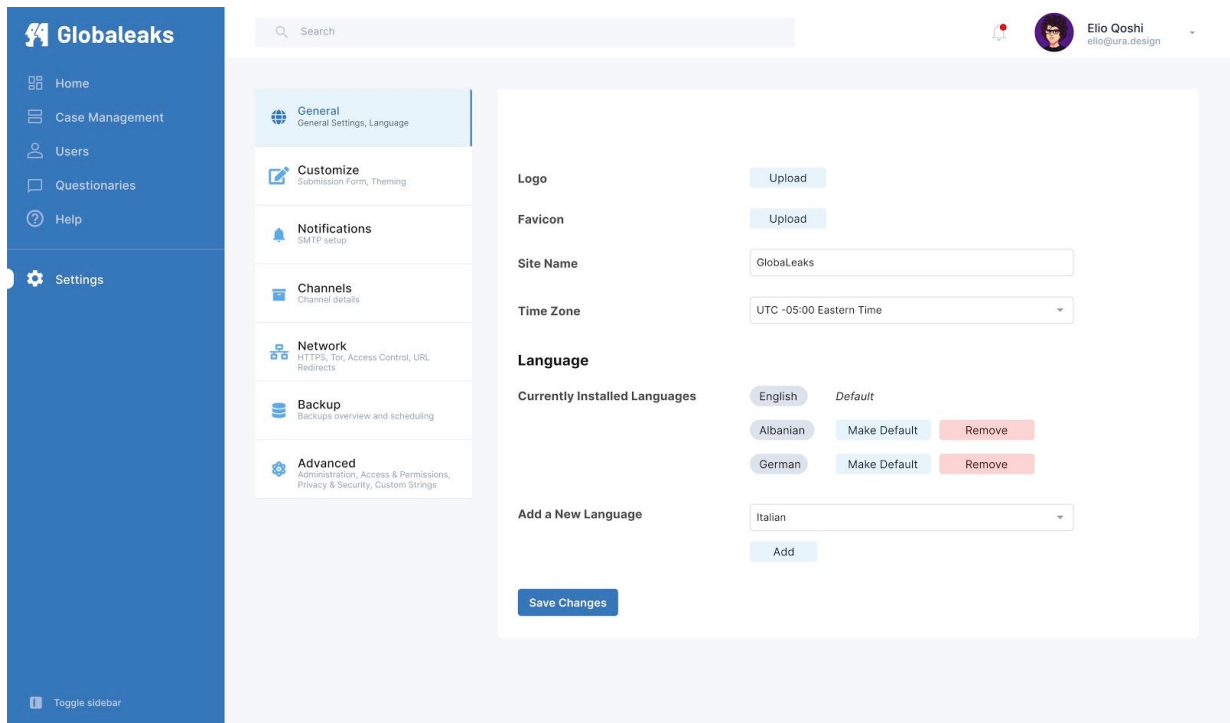 Globaleaks
Home
Case Management
Users
Questionaries
Help
Settings
Toggle sidebar
Search
Elio Qoshi
elio@ura.design
General
General Settings, Language
Customize
Submission Form, Theming
Notifications
SMTP setup
Channels
Channel details
Network
HTTPS, Tor, Access Control, URL
Redirects
Backup
Backups overview and scheduling
Advanced
Administration, Access & Permissions,
Privacy & Security, Custom Strings
Logo Upload
Favicon Upload
Site Name GlobaLeaks
Time Zone UTC -05:00 Eastern Time
Language
Currently Installed Languages English Default
Albanian Make Default Remove
German Make Default Remove
Add a New Language Italian
Add
Save Changes